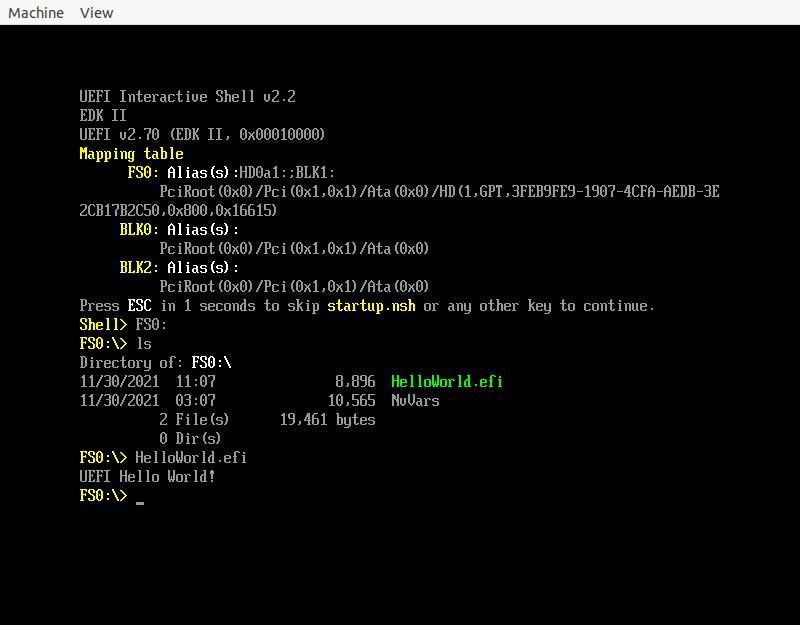 Machine View
UEFI Interactive Shell v2.2
EDK II
UEFI v2.70 (EDK II, 0x00010000)
Mapping table
FS0: Alias(s):HD0a1:;BLK1:
PciRoot(0x0)/Pci(0x1,0x1)/Ata(0x0)/HD(1,GPT,3FEB9FE9-1907-4CFA-AEDB-3E
2CB17B2C50,0x800,0x16615)
BLK0: Alias(s):
PciRoot(0x0)/Pci(0x1,0x1)/Ata(0x0)
BLK2: Alias(s):
PciRoot(0x0)/Pci(0x1,0x1)/Ata(0x0)
Press ESC in 1 seconds to skip startup.nsh or any other key to continue.
Shell> FS0:
FS0:\> ls
Directory of: FS0:\
11/30/2021 11:07 8,896 HelloWorld.efi
11/30/2021 03:07 10,565 NvVars
2 File(s) 19,461 bytes
0 Dir(s)
FS0:\> HelloWorld.efi
UEFI Hello World!
FS0:\> _